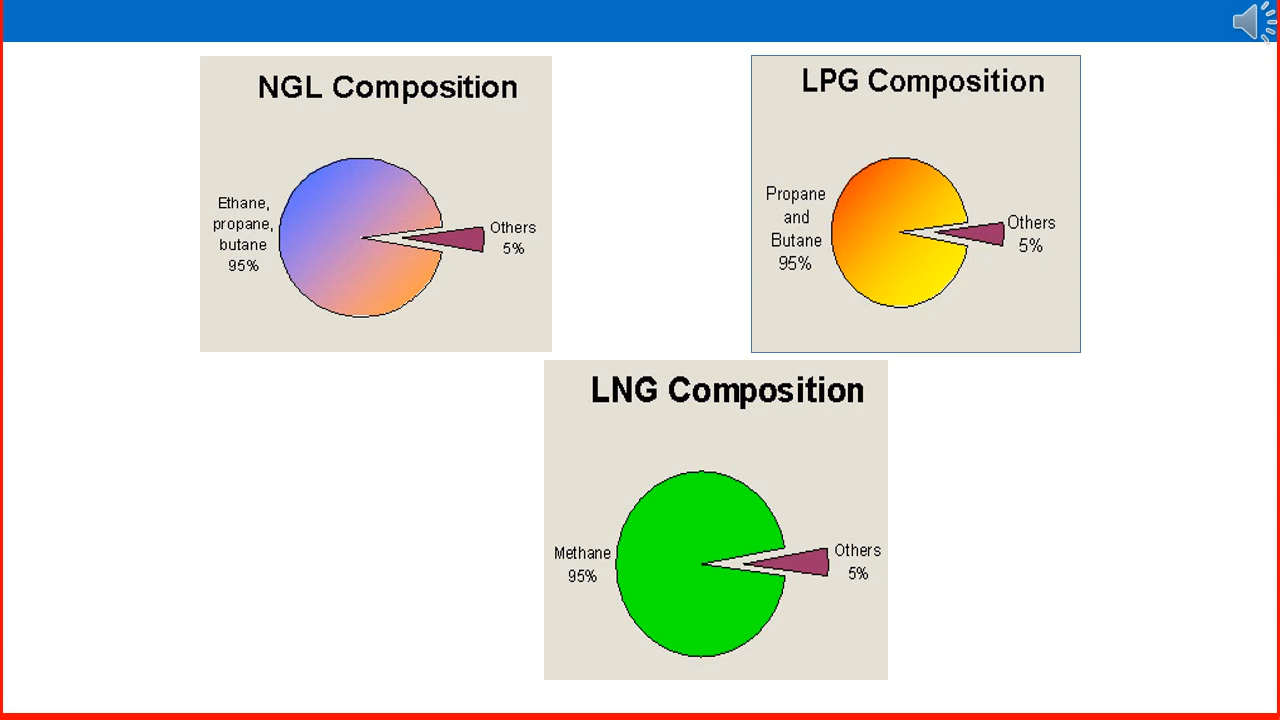 NGL Composition
Ethane,
propane,
butane
95%
Others
5%
LPG Composition
Propane
and
Butane
95%
Others
5%
LNG Composition
Methane
95%
Others
5%